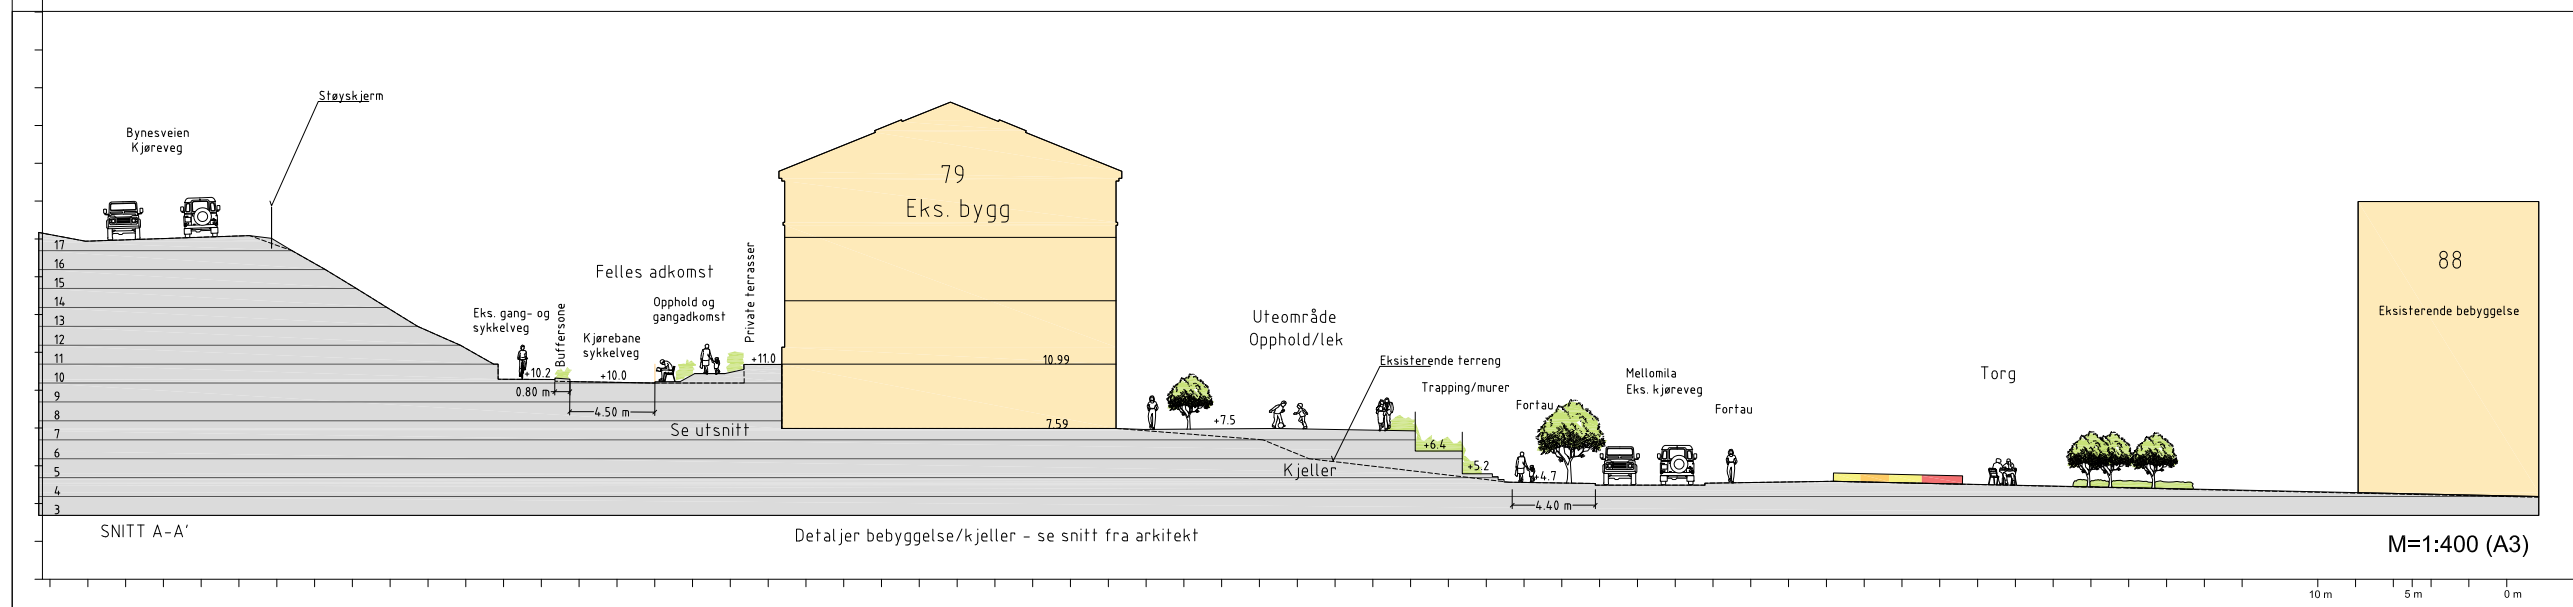 Støyskjerm
Bynesveien
Kjøreveg
79
Eks. bygg
88
Eksisterende bebyggelse
17
16
15
14
13
12
11
10
9
8
7
6
5
4
3
Eks. gang- og
sykkelveg
Buffersone
Felles adkomst
Kjørebane
sykkelveg
Opphold og
gangadkomst
Private terrasser
+10.2
+10.0
+11.0
0.80 m
4.50 m
Se utsnitt
10.99
7.59
Uteområde
Opphold/lek
+7.5
Eksisterende terreng
Trapping/murer
Kjeller
+6.4
+5.2
Fortau
+4.7
4.40 m
Mellomila
Eks. kjøreveg
Fortau
Torg
SNITT A-A'
Detaljer bebyggelse/kjeller - se snitt fra arkitekt
M=1:400 (A3)
10 m
5 m
0 m